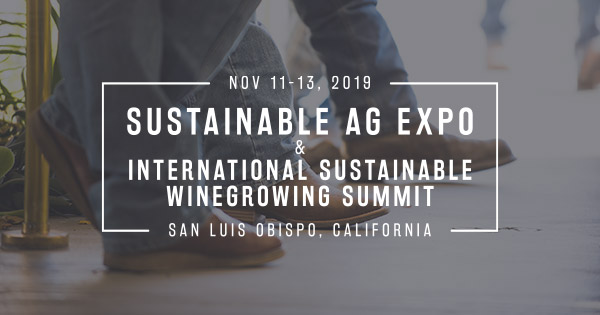 NOV 11-13, 2019
SUSTAINABLE AG EXPO
&
INTERNATIONAL SUSTAINABLE
WINEGROWING SUMMIT
SAN LUIS OBISPO, CALIFORNIA